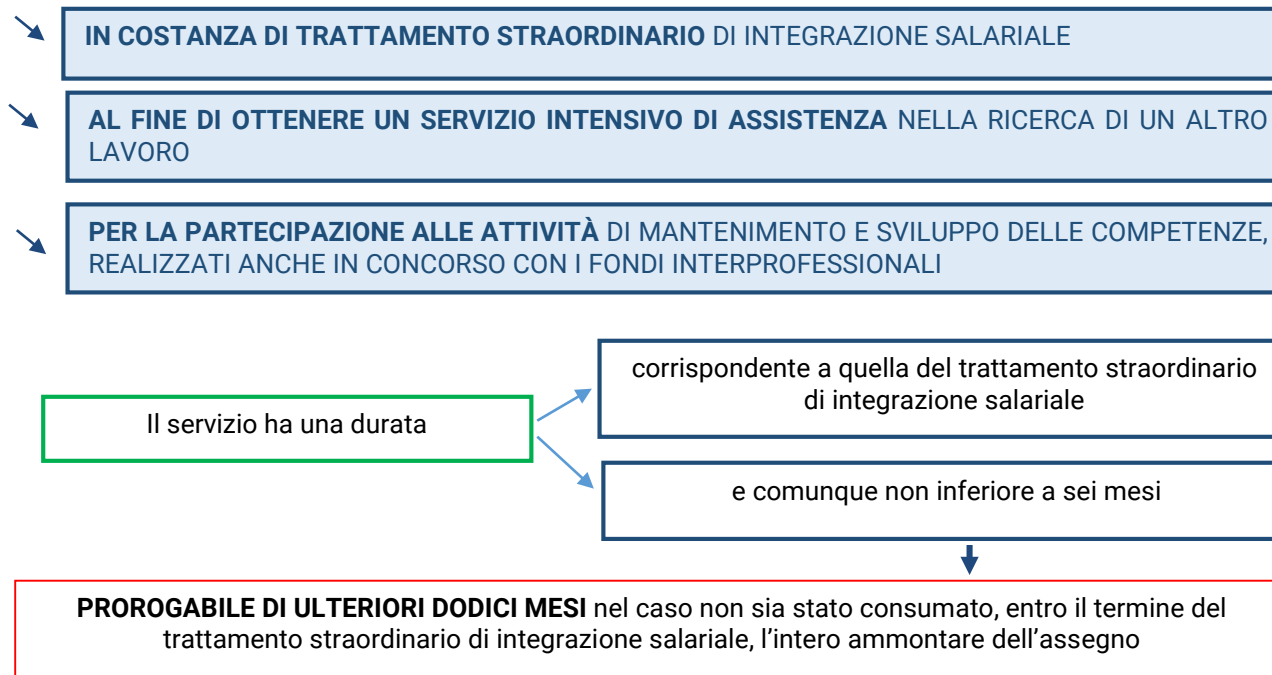 IN COSTANZA DI TRATTAMENTO STRAORDINARIO DI INTEGRAZIONE SALARIALE
AL FINE DI OTTENERE UN SERVIZIO INTENSIVO DI ASSISTENZA NELLA RICERCA DI UN ALTRO
LAVORO
PER LA PARTECIPAZIONE ALLE ATTIVITÀ DI MANTENIMENTO E SVILUPPO DELLE COMPETENZE,
REALIZZATI ANCHE IN CONCORSO CON I FONDI INTERPROFESSIONALI
Il servizio ha una durata
corrispondente a quella del trattamento straordinario
di integrazione salariale
e comunque non inferiore a sei mesi
PROROGABILE DI ULTERIORI DODICI MESI nel caso non sia stato consumato, entro il termine del
trattamento straordinario di integrazione salariale, l’intero ammontare dell’assegno